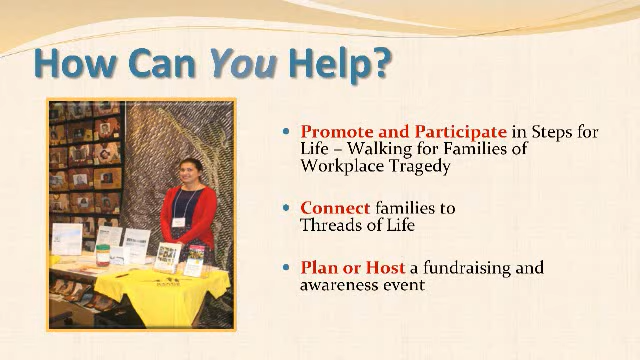 How Can You Help?
• Promote and Participate in Steps for
Life – Walking for Families of
Workplace Tragedy
• Connect families to
Threads of Life
• Plan or Host a fundraising and
awareness event